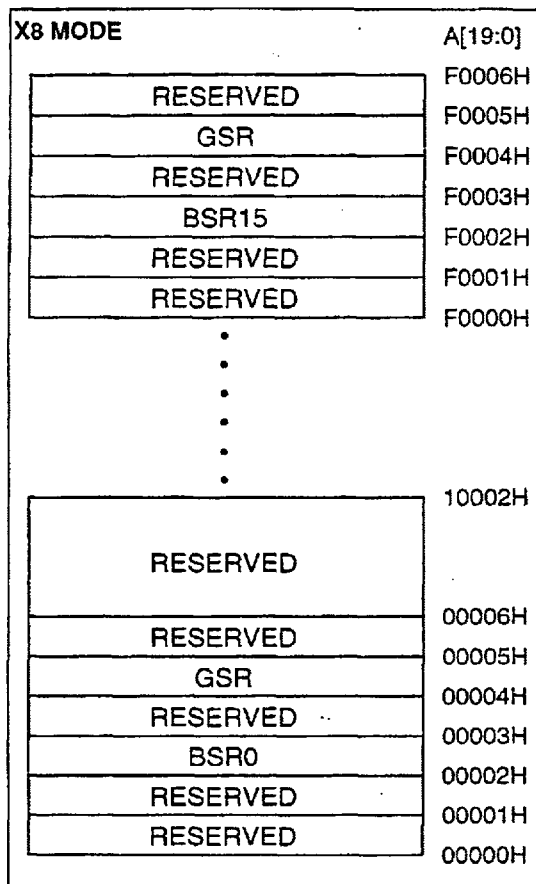 X8 MODE A[19:0]
F0006H
RESERVED
F0005H
GSR
F0004H
RESERVED
F0003H
BSR15
F0002H
RESERVED
F0001H
RESERVED
F0000H
10002H
RESERVED
00006H
RESERVED
00005H
GSR
00004H
RESERVED
00003H
BSR0
00002H
RESERVED
00001H
RESERVED
00000H